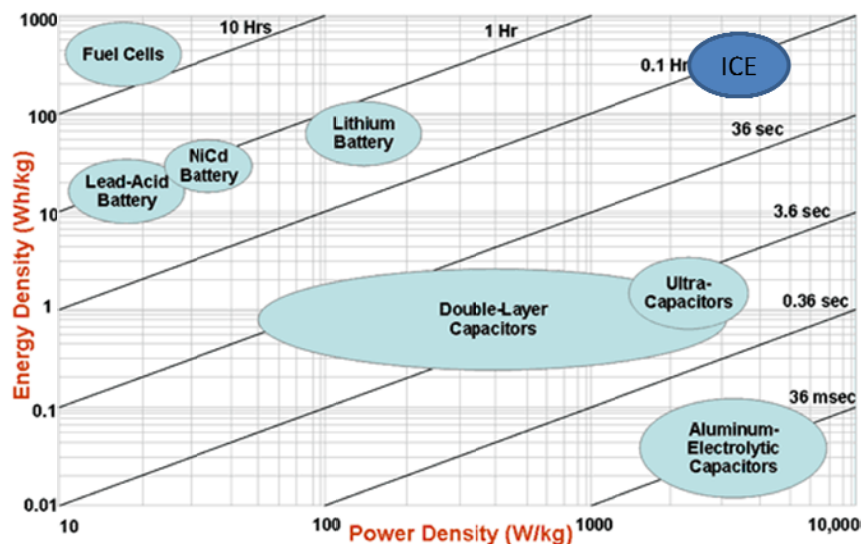 1000
100
10
1
0.1
0.01
Energy Density (Wh/kg)
Fuel Cells
10 Hrs
1 Hr
0.1 Hr
ICE
Lithium
Battery
NiCd
Battery
Lead-Acid
Battery
36 sec
3.6 sec
Double-Layer
Capacitors
Ultra-
Capacitors
0.36 sec
36 msec
Aluminum-
Electrolytic
Capacitors
10
100
1000
10,000
Power Density (W/kg)